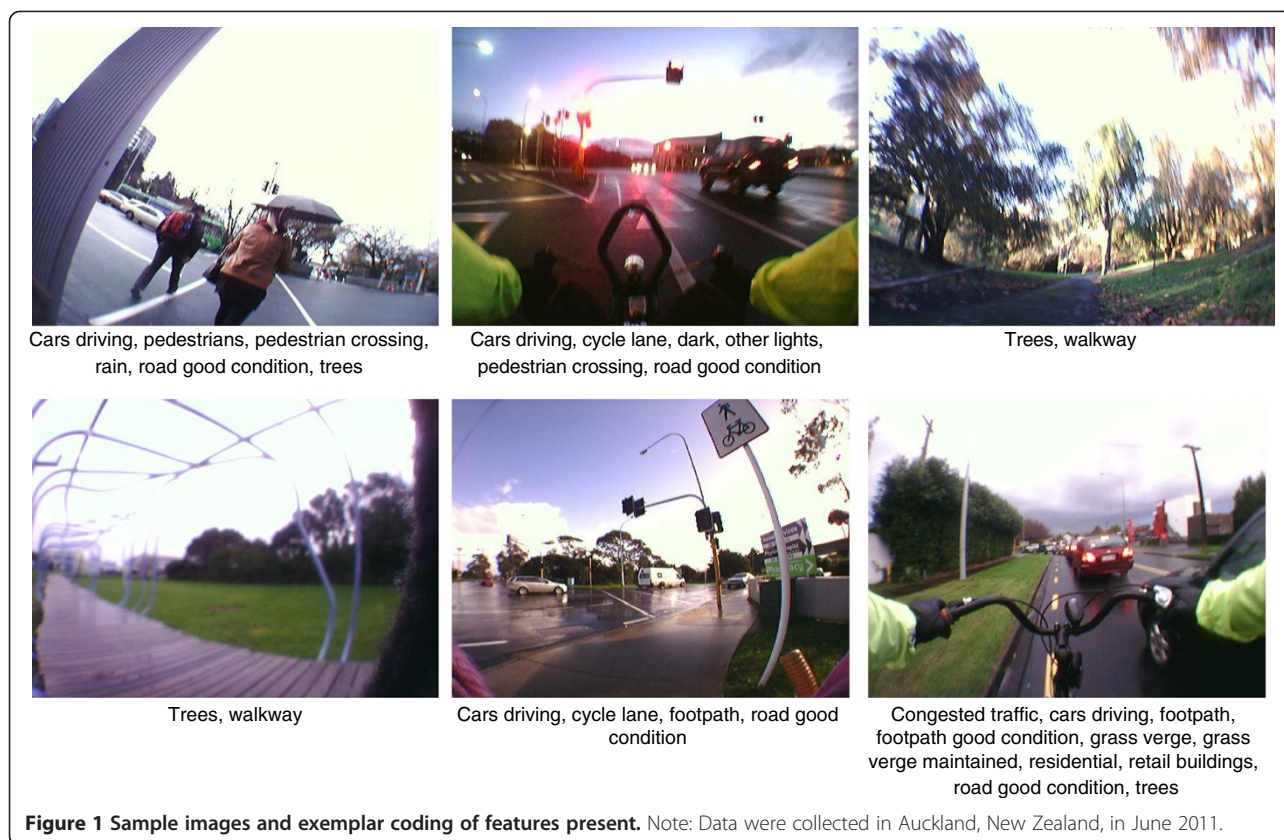 Cars driving, pedestrians, pedestrian crossing,
rain, road good condition, trees
Cars driving, cycle lane, dark, other lights,
pedestrian crossing, road good condition
Trees, walkway
Trees, walkway
Pharmacy
Cars driving, cycle lane, footpath, road good
condition
Congested traffic, cars driving, footpath,
footpath good condition, grass verge, grass
verge maintained, residential, retail buildings,
road good condition, trees
Figure 1 Sample images and exemplar coding of features present. Note: Data were collected in Auckland, New Zealand, in June 2011.